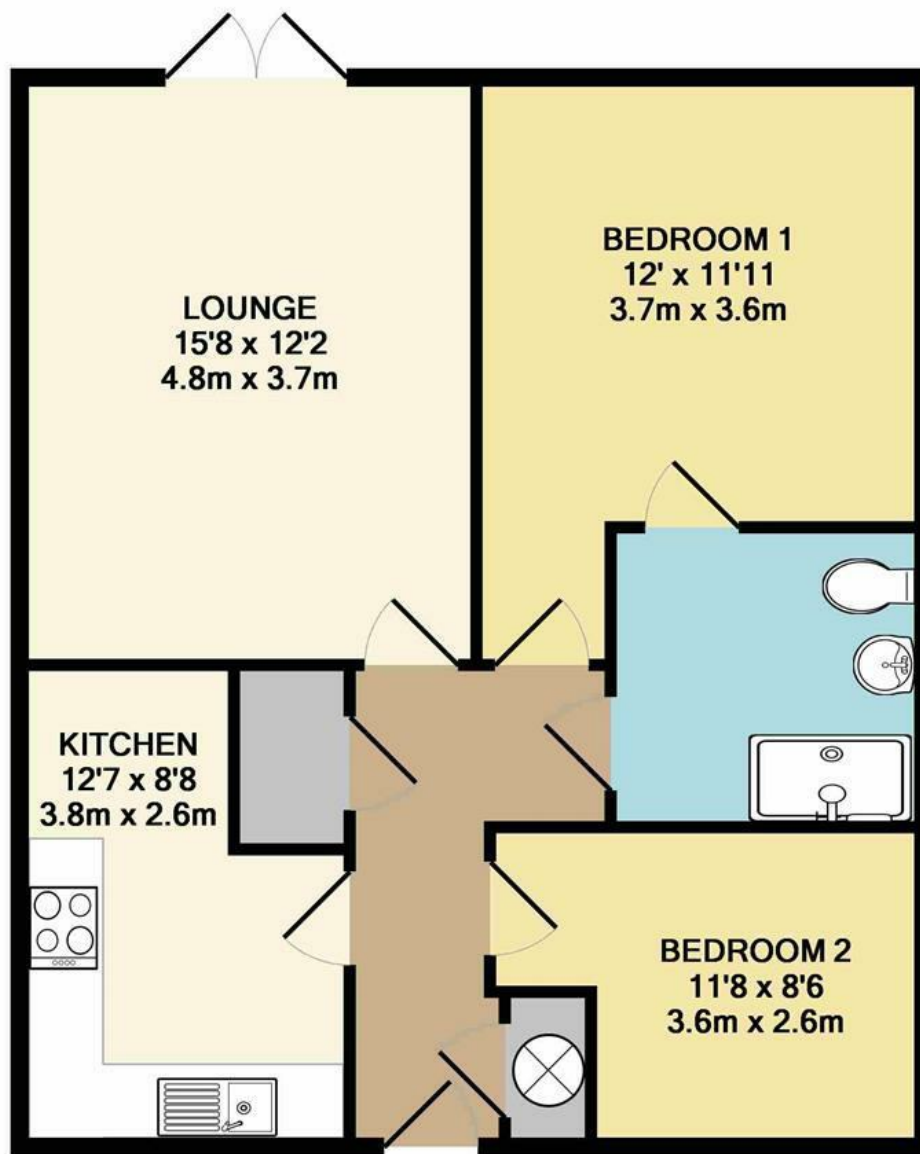 LOUNGE
15'8 x 12'2
4.8m x 3.7m
BEDROOM 1
12' x 11'11
3.7m x 3.6m
KITCHEN
12'7 x 8'8
3.8m x 2.6m
BEDROOM 2
11'8 x 8'6
3.6m x 2.6m